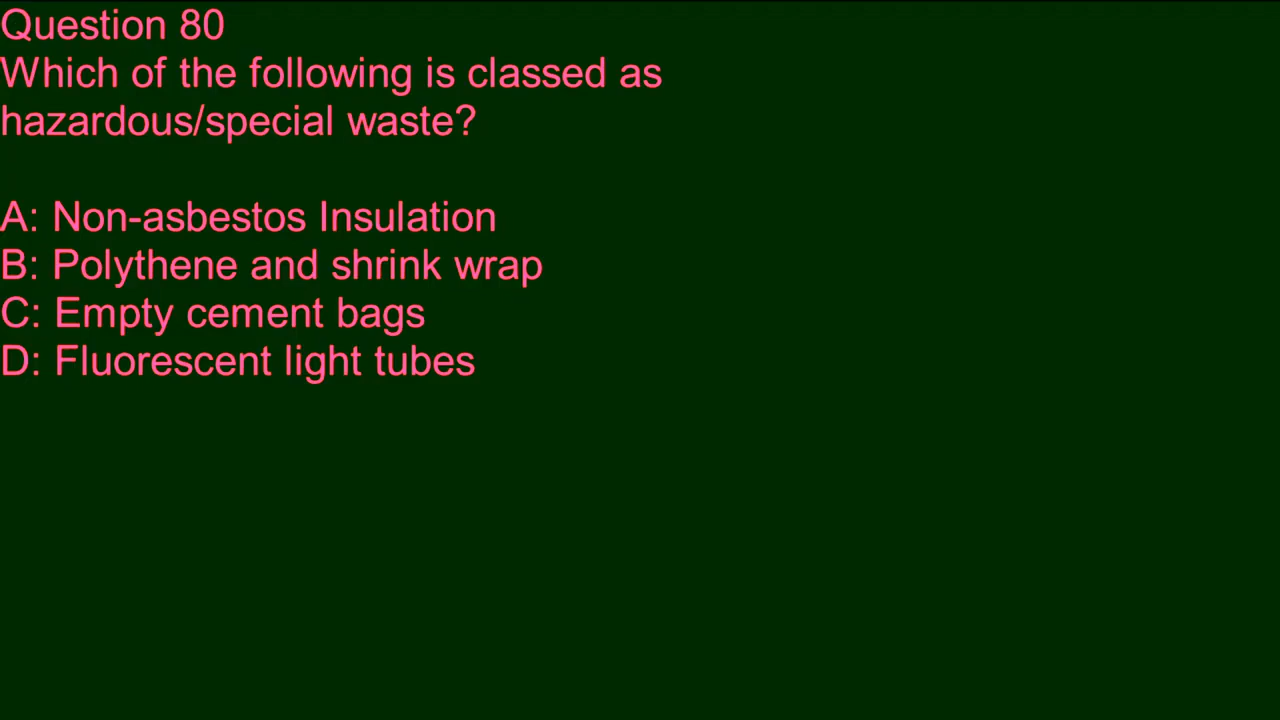 Question 80
Which of the following is classed as
hazardous/special waste?
A: Non-asbestos Insulation
B: Polythene and shrink wrap
C: Empty cement bags
D: Fluorescent light tubes